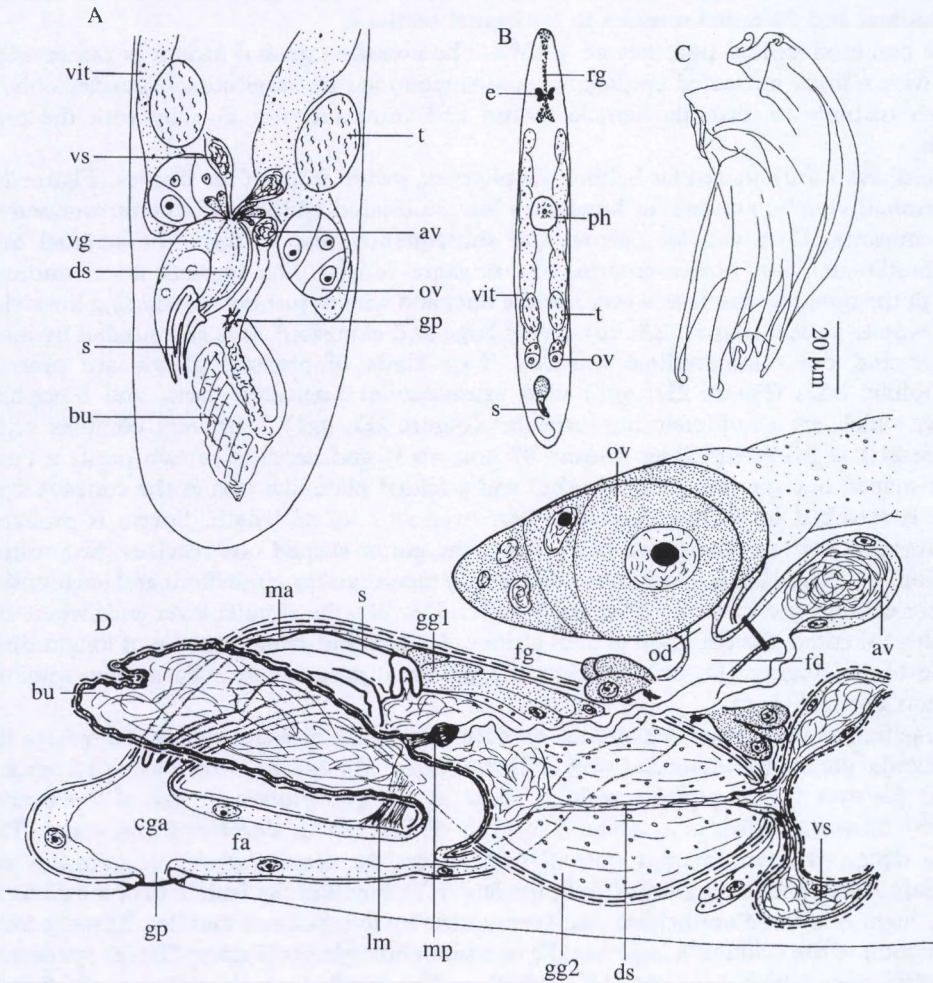 A
vit
vs
vg
ds
bu
t
av
ov
gp
B
rg
ph
vit
t
ov
s
C
20 µm
D
ma
s
gg1
fg
ov
od
fd
av
bu
cga
fa
gp
lm
mp
gg2
ds
vs